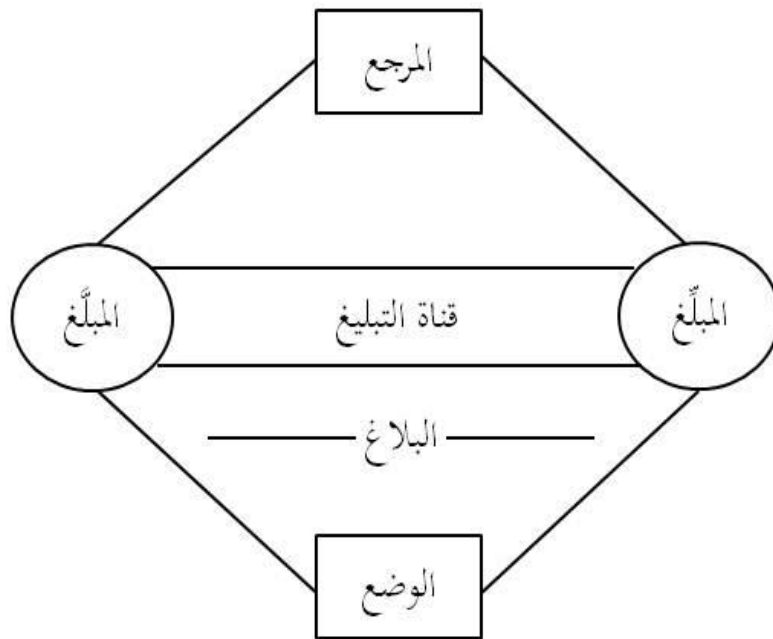 المرجع
المبلِّغ
قناة التبليغ
المبلَّغ
البلاغ
الوضع